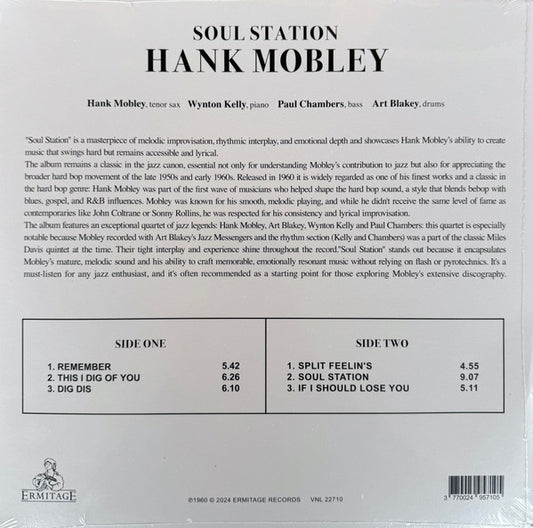 SOUL STATION
HANK MOBLEY
Hank Mobley, tenor sax   Wynton Kelly, piano   Paul Chambers, bass   Art Blakey, drums
"Soul Station" is a masterpiece of melodic improvisation, rhythmic interplay, and emotional depth and showcases Hank Mobley's ability to create
music that swings hard but remains accessible and lyrical.
The album remains a classic in the jazz canon, essential not only for understanding Mobley's contribution to jazz but also for appreciating the
broader hard bop movement of the late 1950s and early 1960s. Released in 1960 it is widely regarded as one of his finest works and a classic in
the hard bop genre: Hank Mobley was part of the first wave of musicians who helped shape the hard bop sound, a style that blends bebop with
blues, gospel, and R&B influences. Mobley was known for his smooth, melodic playing, and while he didn't receive the same level of fame as
contemporaries like John Coltrane or Sonny Rollins, he was respected for his consistency and lyrical improvisation.
The album features an exceptional quartet of jazz legends: Hank Mobley, Art Blakey, Wynton Kelly and Paul Chambers: this quartet is especially
notable because Mobley recorded with Art Blakey's Jazz Messengers and the rhythm section (Kelly and Chambers) was a part of the classic Miles
Davis quintet at the time. Their tight interplay and experience shine throughout the record."Soul Station" stands out because it encapsulates
Mobley's mature, melodic sound and his ability to craft memorable, emotionally resonant music without relying on flash or pyrotechnics. It's a
must-listen for any jazz enthusiast, and it's often recommended as a starting point for those exploring Mobley's extensive discography.
SIDE ONE
1. REMEMBER 5.42
2. THIS I DIG OF YOU 6.26
3. DIG DIS 6.10
SIDE TWO
1. SPLIT FEELIN'S 4.55
2. SOUL STATION 9.07
3. IF I SHOULD LOSE YOU 5.11
ERMITAGE
℗1960 © 2024 ERMITAGE RECORDS VNL 22710
3 770024 957105